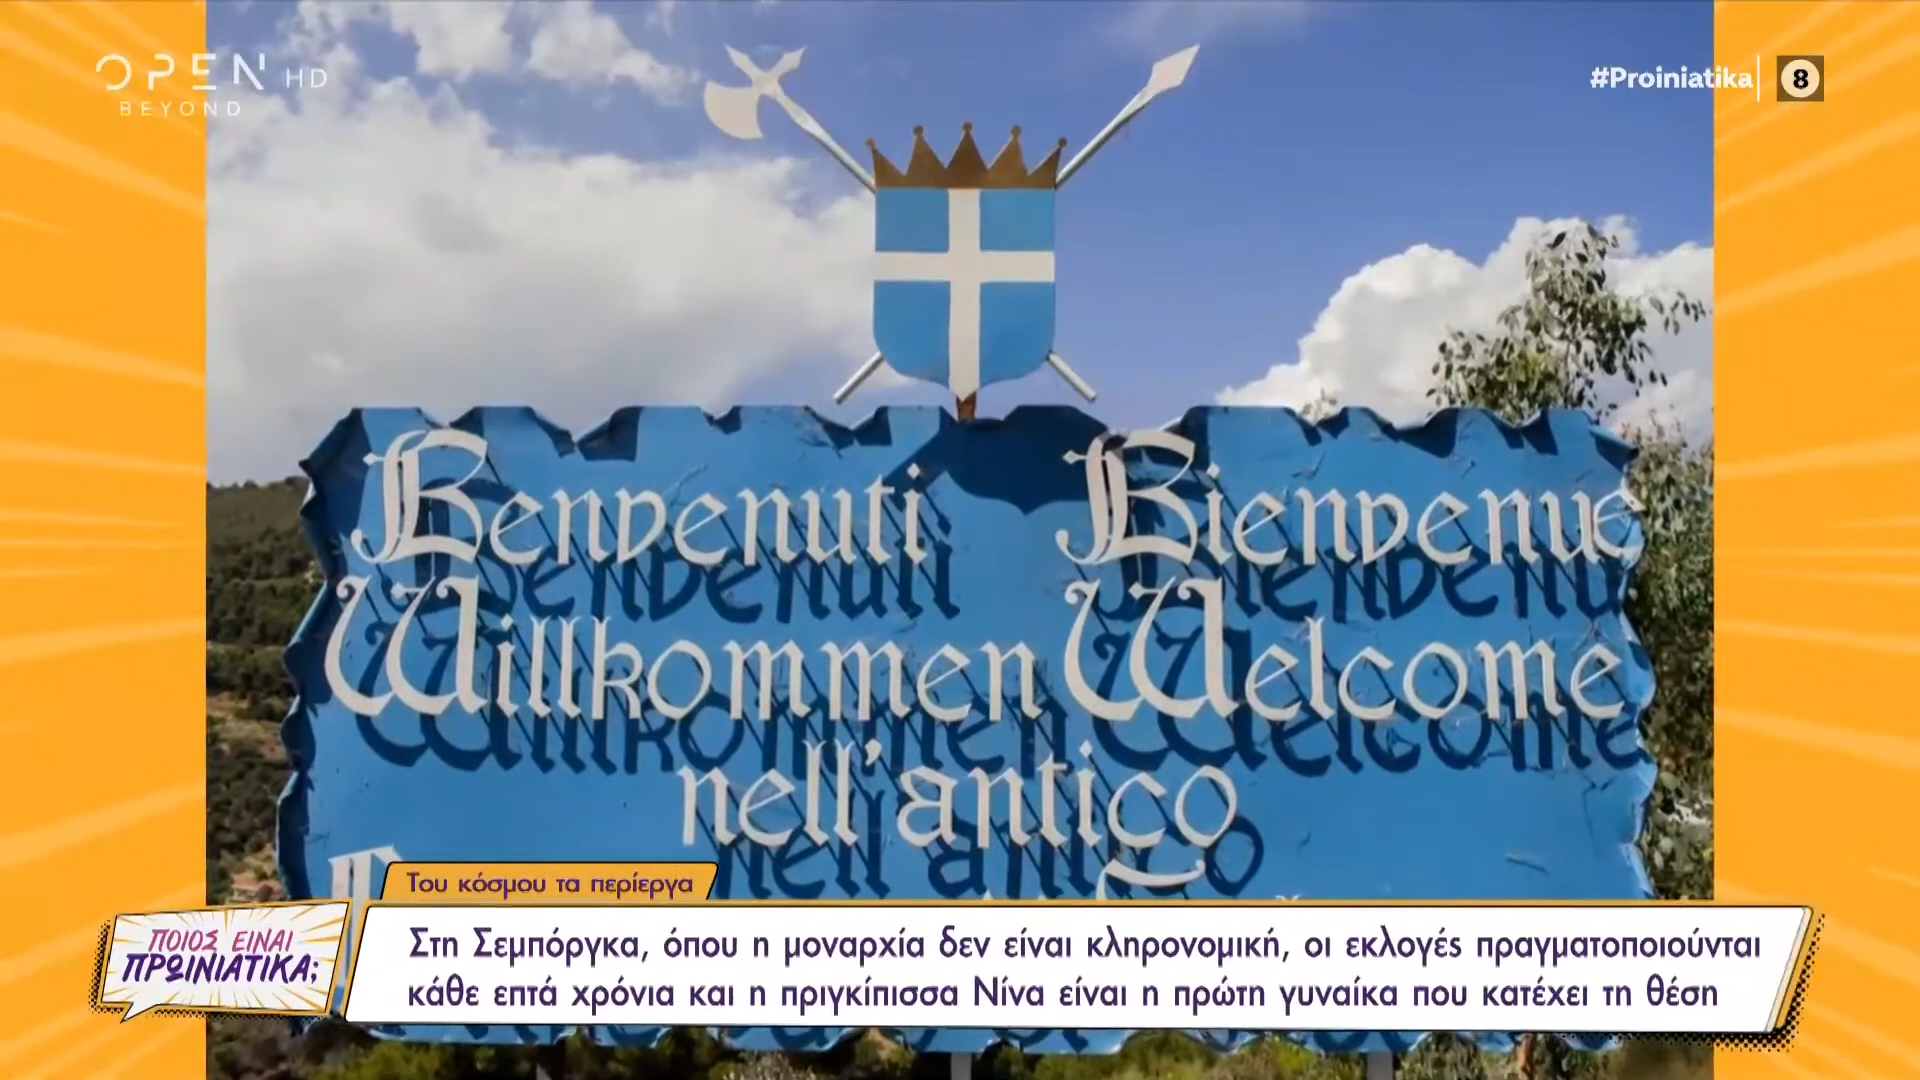 OPEN HD
BEYOND
#Proiniatika
8
Benvenuti Bienvenue
Willkommen Welcome
nell'antico
Του κόσμου τα περίεργα
ΠΟΙΟΣ ΕΙΝΑΙ
ΠΡΩΙΝΙΑΤΙΚΑ;
Στη Σεμπόργκα, όπου η μοναρχία δεν είναι κληρονομική, οι εκλογές πραγματοποιούνται
κάθε επτά χρόνια και η πριγκίπισσα Νίνα είναι η πρώτη γυναίκα που κατέχει τη θέση